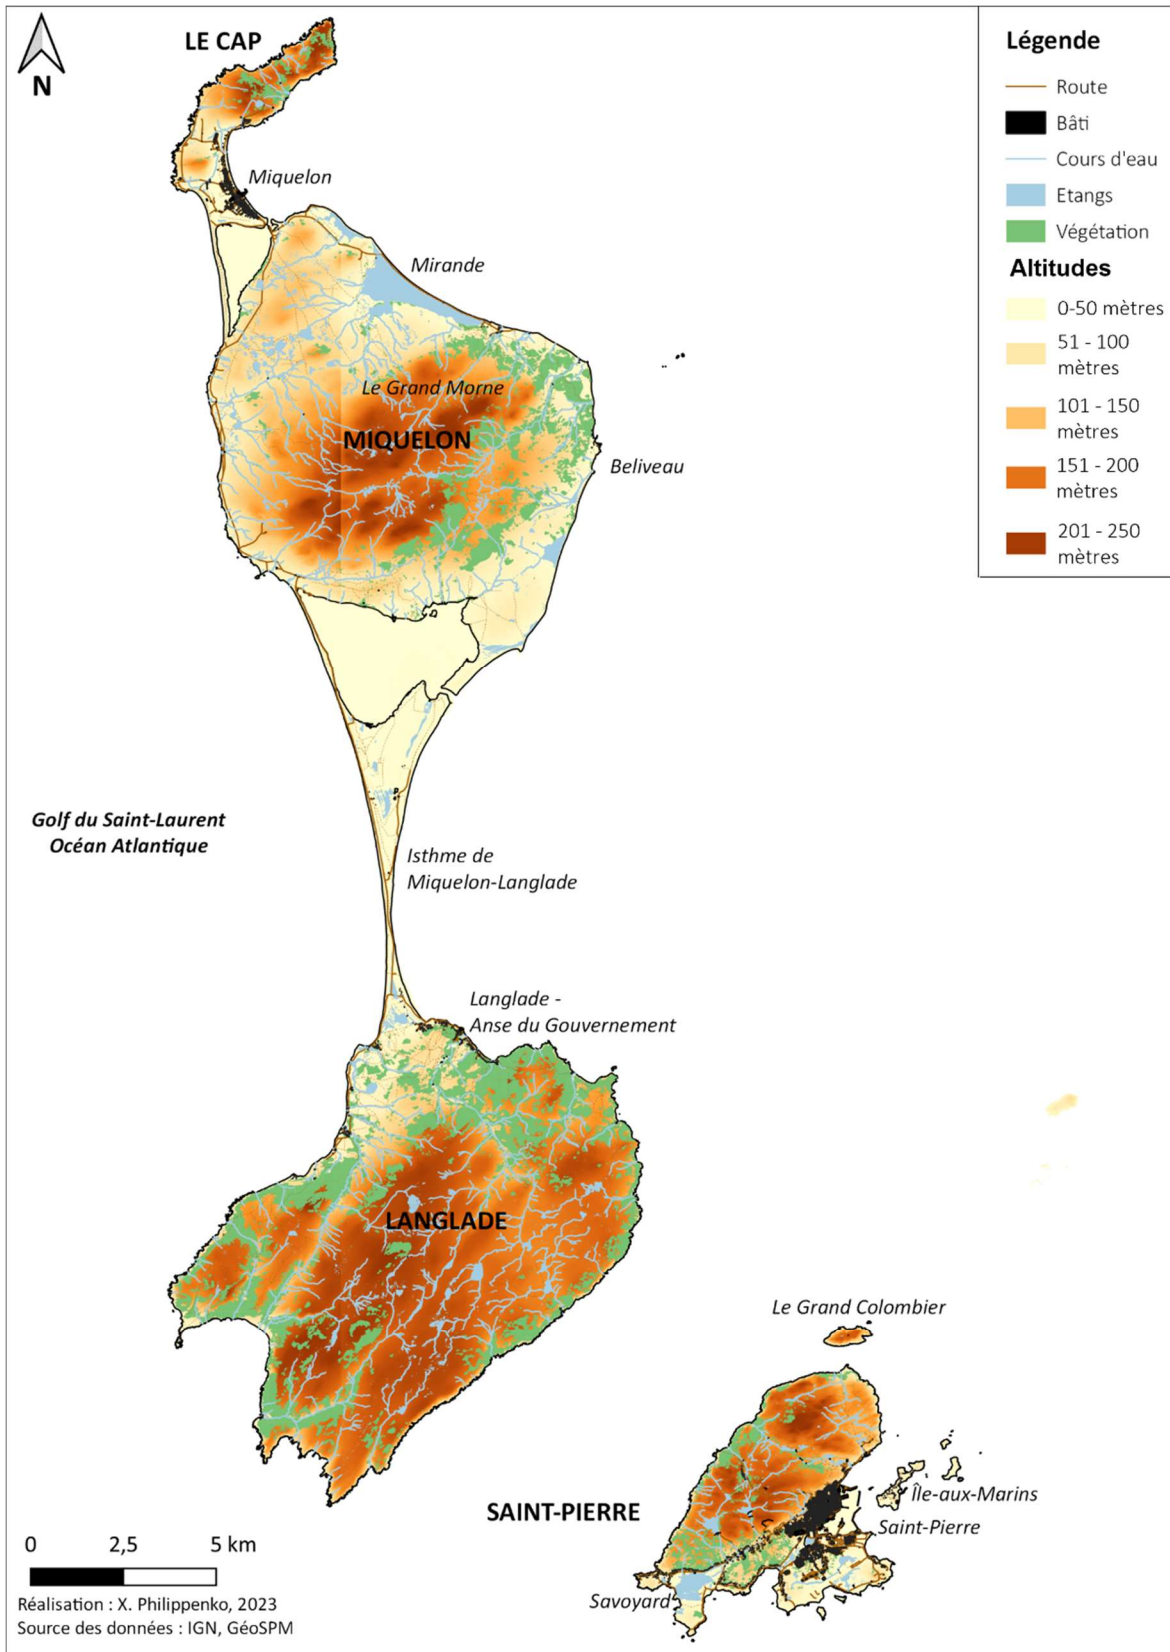 LE CAP
N
Miquelon
Mirande
Le Grand Morne
MIQUELON
Beliveau
Golf du Saint-Laurent
Océan Atlantique
Isthme de
Miquelon-Langlade
Langlade -
Anse du Gouvernement
LANGLADE
Le Grand Colombier
SAINT-PIERRE
Île-aux-Marins
Saint-Pierre
Savoyard
0 2,5 5 km
Réalisation : X. Philippenko, 2023
Source des données : IGN, GéoSPM
Légende
Route
Bâti
Cours d'eau
Etangs
Végétation
Altitudes
0-50 mètres
51 - 100
mètres
101 - 150
mètres
151 - 200
mètres
201 - 250
mètres